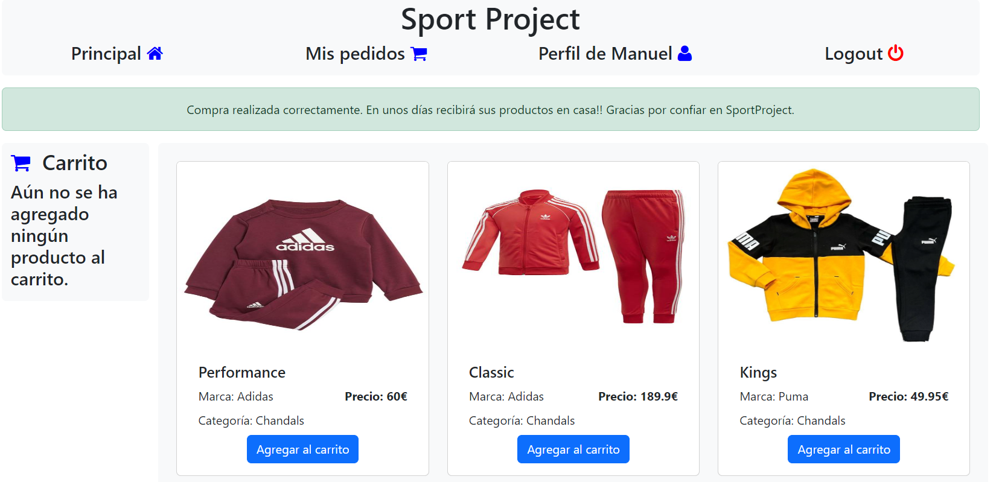 Sport Project
Principal
Mis pedidos
Perfil de Manuel
Logout
Compra realizada correctamente. En unos días recibirá sus productos en casa!! Gracias por confiar en SportProject.
Carrito
Aún no se ha
agregado
ningún
producto al
carrito.
adidas
Performance
Marca: Adidas
Precio: 60€
Categoría: Chandals
Agregar al carrito
Classic
Marca: Adidas
Precio: 189.9€
Categoría: Chandals
Agregar al carrito
PUMA
PUMA
Kings
Marca: Puma
Precio: 49.95€
Categoría: Chandals
Agregar al carrito